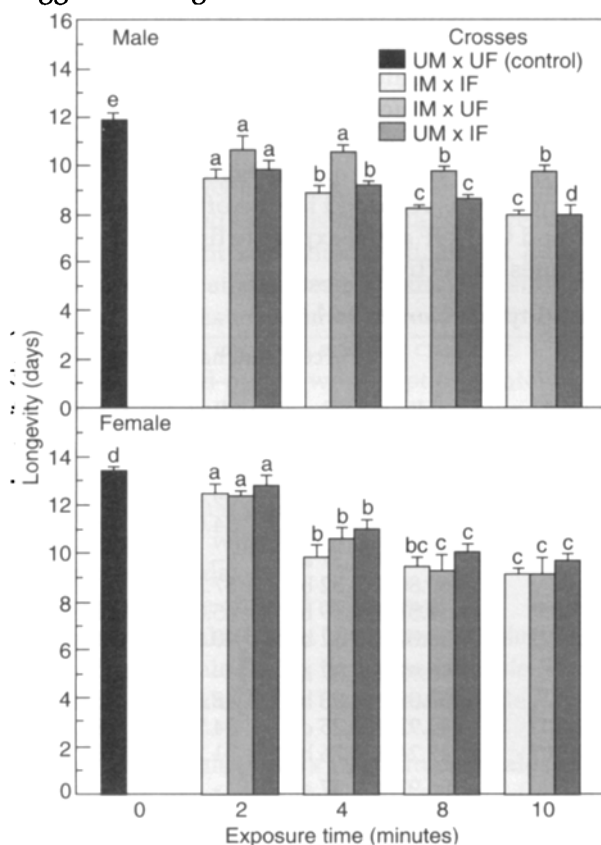 Male
Crosses
UM x UF (control)
IM x IF
IM x UF
UM x IF
16
14
12
10
8
6
4
2
0
e
a
a
a
b
a
b
c
b
c
c
b
d
Longevity (days)
Female
14
12
10
8
6
4
2
0
d
a
a
a
b
b
b
bc
c
c
c
c
c
0 2 4 8 10
Exposure time (minutes)